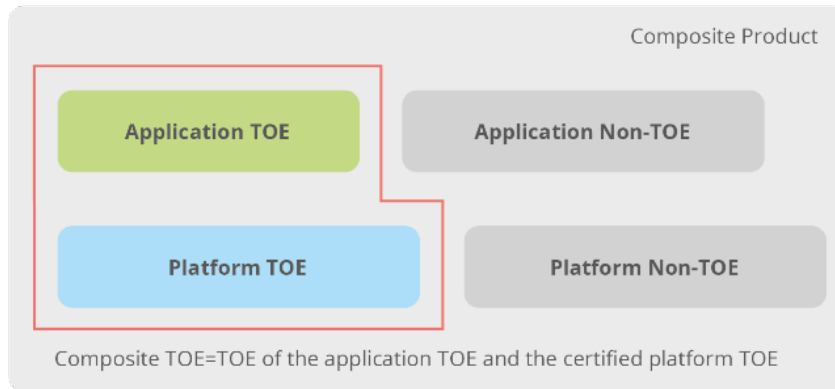 Composite Product
Application TOE
Application Non-TOE
Platform TOE
Platform Non-TOE
Composite TOE=TOE of the application TOE and the certified platform TOE